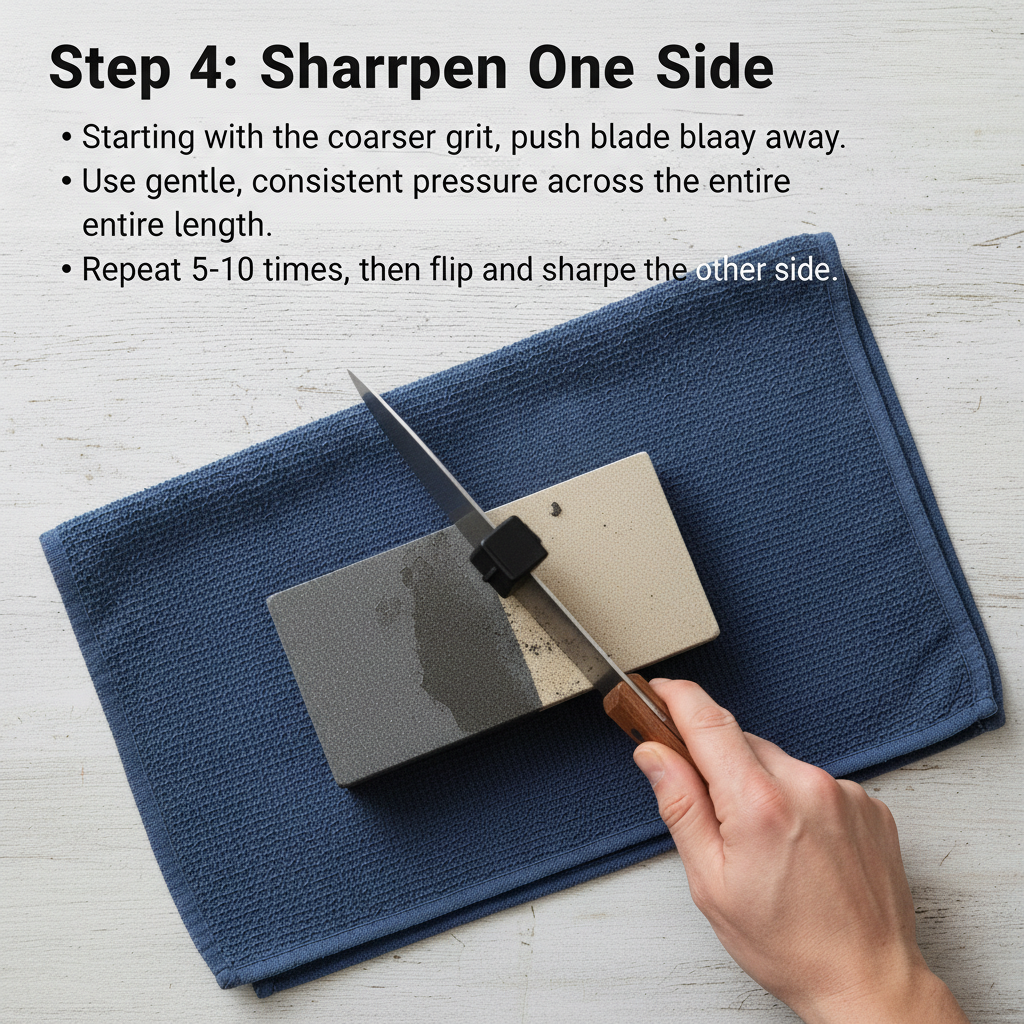 Step 4: Sharrpen One Side
• Starting with the coarser grit, push blade blaay away.
• Use gentle, consistent pressure across the entire
entire length.
• Repeat 5-10 times, then flip and sharpe the other side.